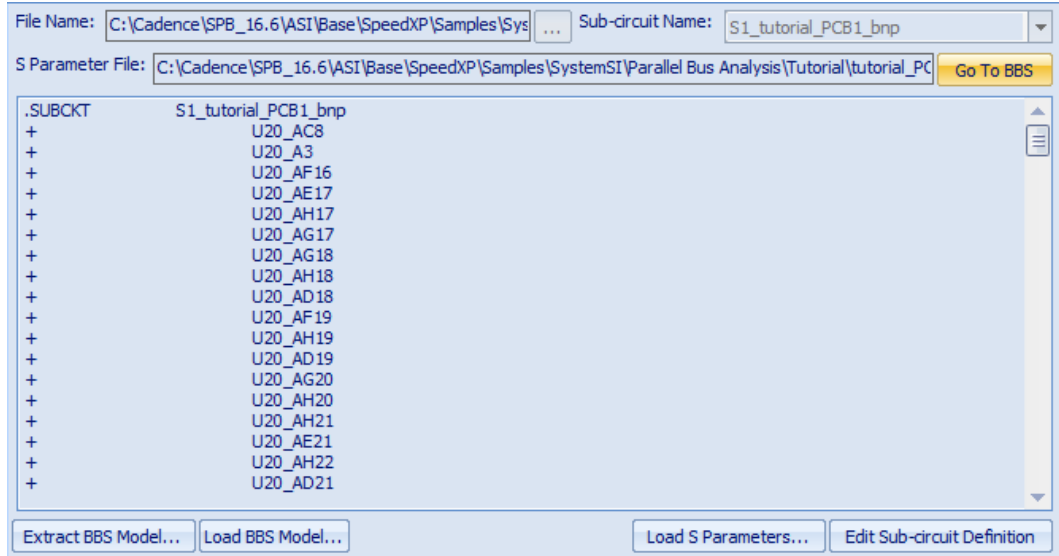 File Name: C:\Cadence\SPB_16.6\ASI\Base\SpeedXP\Samples\Sys ... Sub-circuit Name: S1_tutorial_PCB1_bnp
S Parameter File: C:\Cadence\SPB_16.6\ASI\Base\SpeedXP\Samples\SystemSI\Parallel Bus Analysis\Tutorial\tutorial_PC Go To BBS
.SUBCKT S1_tutorial_PCB1_bnp
+ U20_AC8
+ U20_A3
+ U20_AF16
+ U20_AE17
+ U20_AH17
+ U20_AG17
+ U20_AG18
+ U20_AH18
+ U20_AD18
+ U20_AF19
+ U20_AH19
+ U20_AD19
+ U20_AG20
+ U20_AH20
+ U20_AH21
+ U20_AE21
+ U20_AH22
+ U20_AD21
Extract BBS Model... Load BBS Model... Load S Parameters... Edit Sub-circuit Definition